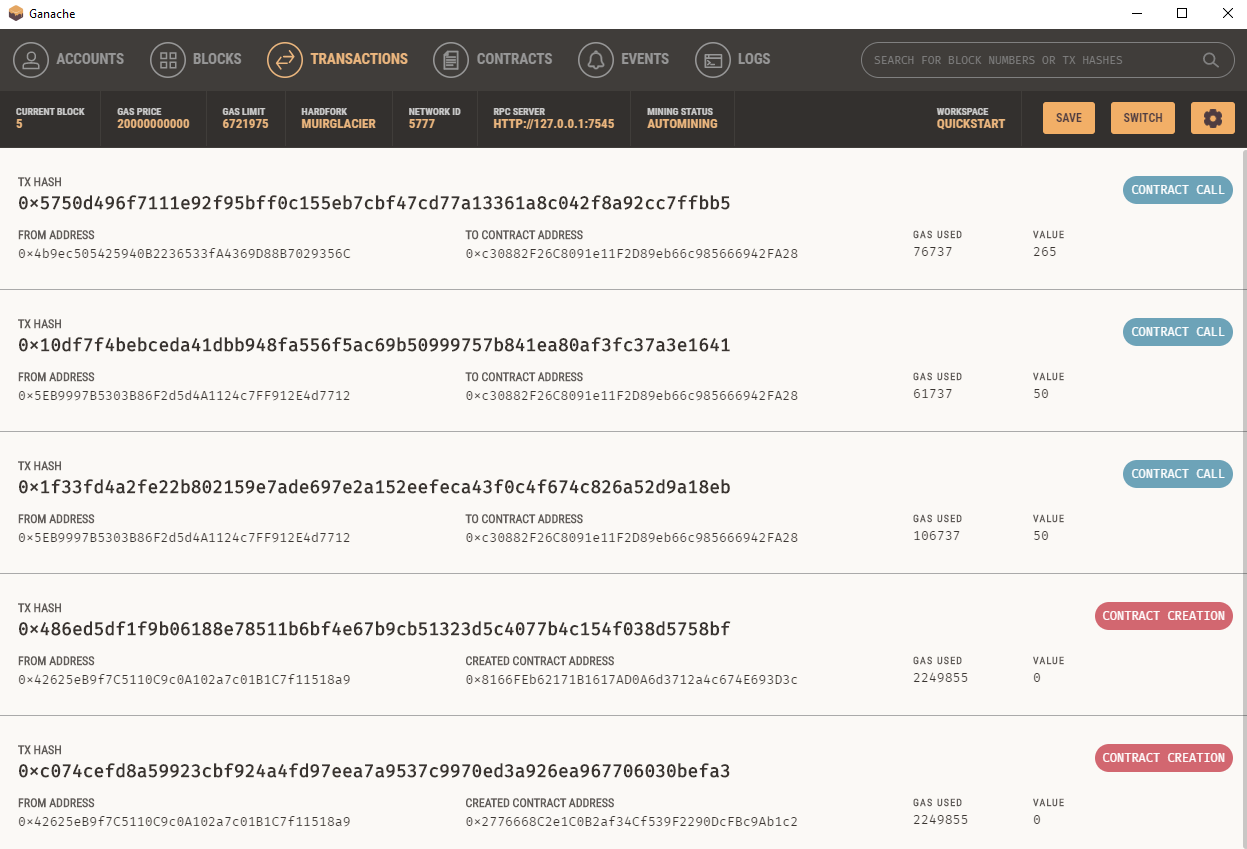 Ganache
ACCOUNTS BLOCKS TRANSACTIONS CONTRACTS EVENTS LOGS SEARCH FOR BLOCK NUMBERS OR TX HASHES
CURRENT BLOCK GAS PRICE GAS LIMIT HARDFORK NETWORK ID RPC SERVER MINING STATUS WORKSPACE
5 20000000000 6721975 MUIRGLACIER 5777 HTTP://127.0.0.1:7545 AUTOMINING QUICKSTART SAVE SWITCH
TX HASH CONTRACT CALL
0×5750d496f7111e92f95bff0c155eb7cbf47cd77a13361a8c042f8a92cc7ffbb5
FROM ADDRESS TO CONTRACT ADDRESS GAS USED VALUE
0×4b9ec505425940B2236533fA4369D88B7029356C 0×c30882F26C8091e11F2D89eb66c985666942FA28 76737 265
TX HASH CONTRACT CALL
0×10df7f4bebceda41dbb948fa556f5ac69b50999757b841ea80af3fc37a3e1641
FROM ADDRESS TO CONTRACT ADDRESS GAS USED VALUE
0×5EB9997B5303B86F2d5d4A1124c7FF912E4d7712 0×c30882F26C8091e11F2D89eb66c985666942FA28 61737 50
TX HASH CONTRACT CALL
0×1f33fd4a2fe22b802159e7ade697e2a152eefeca43f0c4f674c826a52d9a18eb
FROM ADDRESS TO CONTRACT ADDRESS GAS USED VALUE
0×5EB9997B5303B86F2d5d4A1124c7FF912E4d7712 0×c30882F26C8091e11F2D89eb66c985666942FA28 106737 50
TX HASH CONTRACT CREATION
0×486ed5df1f9b06188e78511b6bf4e67b9cb51323d5c4077b4c154f038d5758bf
FROM ADDRESS CREATED CONTRACT ADDRESS GAS USED VALUE
0×42625eB9f7C5110C9c0A102a7c01B1C7f11518a9 0×8166FEb62171B1617AD0A6d3712a4c674E693D3c 2249855 0
TX HASH CONTRACT CREATION
0×c074cefd8a59923cbf924a4fd97eea7a9537c9970ed3a926ea967706030befa3
FROM ADDRESS CREATED CONTRACT ADDRESS GAS USED VALUE
0×42625eB9f7C5110C9c0A102a7c01B1C7f11518a9 0×2776668C2e1C0B2af34Cf539F2290DcFBc9Ab1c2 2249855 0